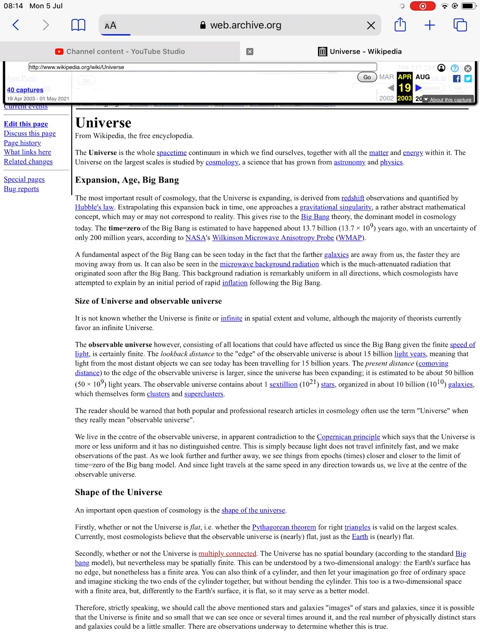 08:14 Mon 5 Jul
AA
web.archive.org
Channel content - YouTube Studio
Universe - Wikipedia
http://www.wikipedia.org/wiki/Universe
Go
MAR APR AUG
40 captures
19
19 Apr 2003 - 01 May 2021
2002 2003
About this capture
Current events
Edit this page
Discuss this page
Page history
What links here
Related changes
Special pages
Bug reports
Universe
From Wikipedia, the free encyclopedia.
The Universe is the whole spacetime continuum in which we find ourselves, together with all the matter and energy within it. The
Universe on the largest scales is studied by cosmology, a science that has grown from astronomy and physics.
Expansion, Age, Big Bang
The most important result of cosmology, that the Universe is expanding, is derived from redshift observations and quantified by
Hubble's law. Extrapolating this expansion back in time, one approaches a gravitational singularity, a rather abstract mathematical
concept, which may or may not correspond to reality. This gives rise to the Big Bang theory, the dominant model in cosmology
today. The time=zero of the Big Bang is estimated to have happened about 13.7 billion (13.7 × 10⁹) years ago, with an uncertainty of
only 200 million years, according to NASA's Wilkinson Microwave Anisotropy Probe (WMAP).
A fundamental aspect of the Big Bang can be seen today in the fact that the farther galaxies are away from us, the faster they are
moving away from us. It can also be seen in the microwave background radiation which is the much-attenuated radiation that
originated soon after the Big Bang. This background radiation is remarkably uniform in all directions, which cosmologists have
attempted to explain by an initial period of rapid inflation following the Big Bang.
Size of Universe and observable universe
It is not known whether the Universe is finite or infinite in spatial extent and volume, although the majority of theorists currently
favor an infinite Universe.
The observable universe however, consisting of all locations that could have affected us since the Big Bang given the finite speed of
light, is certainly finite. The lookback distance to the "edge" of the observable universe is about 15 billion light years, meaning that
light from the most distant objects we can see today has been travelling for 15 billion years. The present distance (comoving
distance) to the edge of the observable universe is larger, since the universe has been expanding; it is estimated to be about 50 billion
(50 × 10⁹) light years. The observable universe contains about 1 sextillion (10²¹) stars, organized in about 10 billion (10¹⁰) galaxies,
which themselves form clusters and superclusters.
The reader should be warned that both popular and professional research articles in cosmology often use the term "Universe" when
they really mean "observable universe".
We live in the centre of the observable universe, in apparent contradiction to the Copernican principle which says that the Universe is
more or less uniform and it has no distinguished centre. This is simply because light does not travel infinitely fast, and we make
observations of the past. As we look further and further away, we see things from epochs (times) closer and closer to the limit of
time=zero of the Big bang model. And since light travels at the same speed in any direction towards us, we live at the centre of the
observable universe.
Shape of the Universe
An important open question of cosmology is the shape of the universe.
Firstly, whether or not the Universe is flat, i.e. whether the Pythagorean theorem for right triangles is valid on the largest scales.
Currently, most cosmologists believe that the observable universe is (nearly) flat, just as the Earth is (nearly) flat.
Secondly, whether or not the Universe is multiply connected. The Universe has no spatial boundary (according to the standard Big
bang model), but nevertheless may be spatially finite. This can be understood by a two-dimensional analogy: the Earth's surface has
no edge, but nonetheless has a finite area. You can also think of a cylinder, and then let your imagination go free of ordinary space
and imagine sticking the two ends of the cylinder together, but without bending the cylinder. This too is a two-dimensional space
with a finite area, but, differently to the Earth's surface, it is flat, so it may serve as a better model.
Therefore, strictly speaking, we should call the above mentioned stars and galaxies "images" of stars and galaxies, since it is possible
that the Universe is finite and so small that we can see once or several times around it, and the real number of physically distinct stars
and galaxies could be a little smaller. There are observations underway to determine whether this is true.